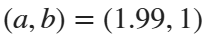 (a, b) = (1.99, 1)